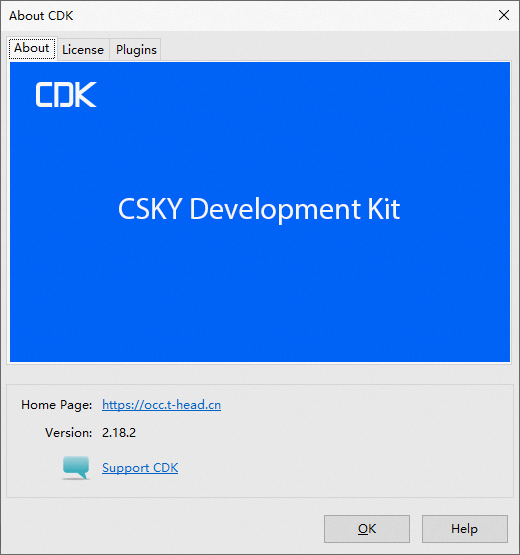 About CDK
About License Plugins
CDK
CSKY Development Kit
Home Page: https://occ.t-head.cn
Version: 2.18.2
Support CDK
OK Help